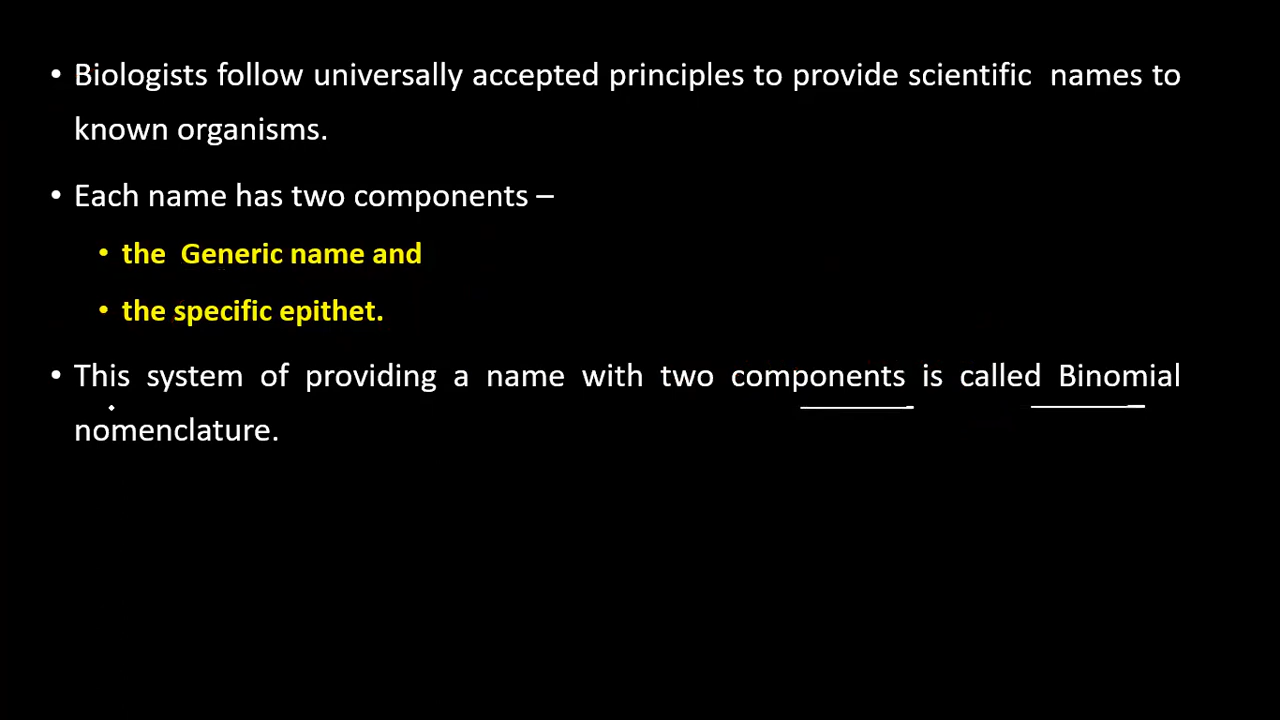 • Biologists follow universally accepted principles to provide scientific names to
known organisms.
• Each name has two components –
• the Generic name and
• the specific epithet.
• This system of providing a name with two components is called Binomial
nomenclature.